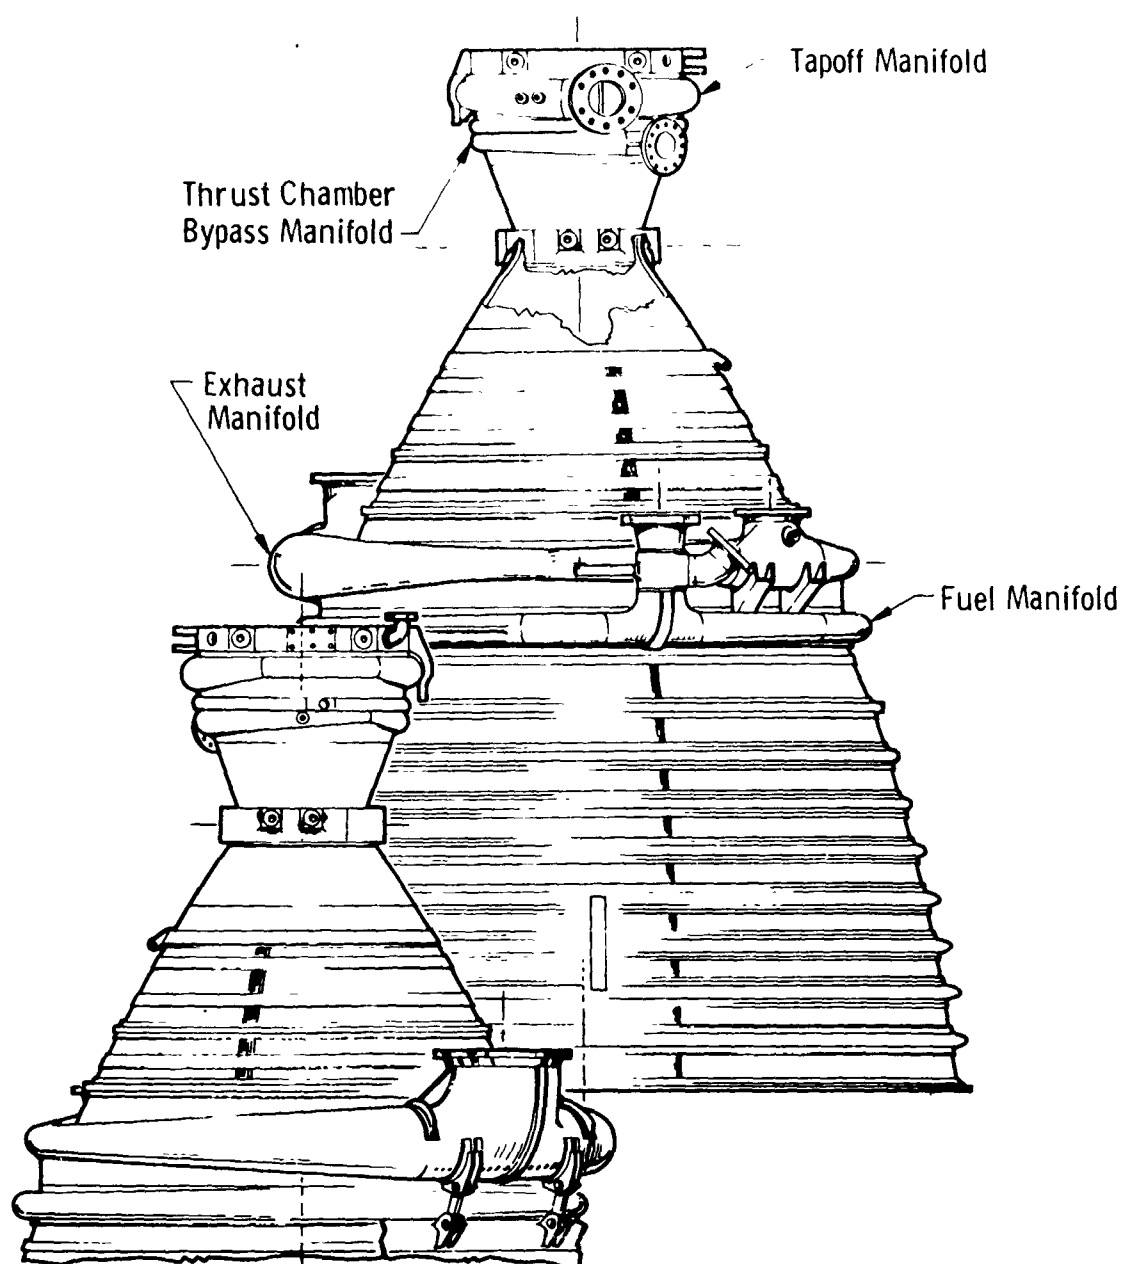 Tapoff Manifold
Thrust Chamber
Bypass Manifold
Exhaust
Manifold
Fuel Manifold